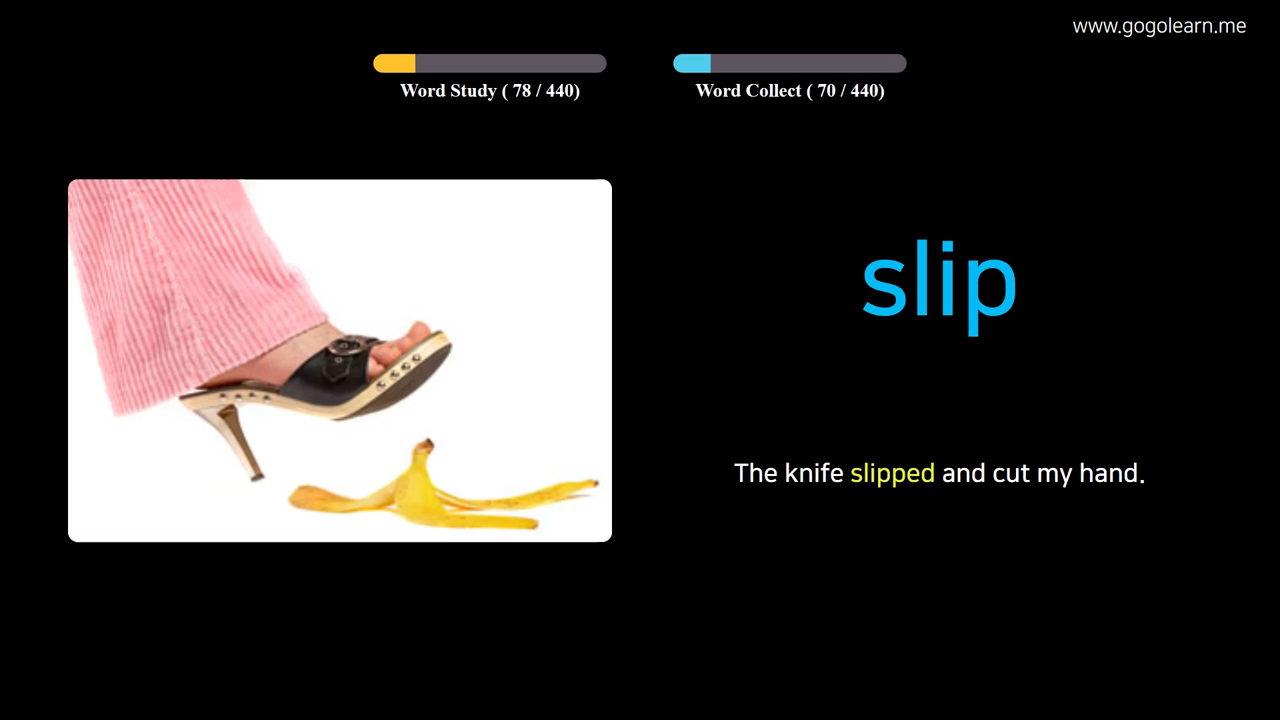 www.gogolearn.me
Word Study ( 78 / 440)
Word Collect ( 70 / 440)
slip
The knife slipped and cut my hand.